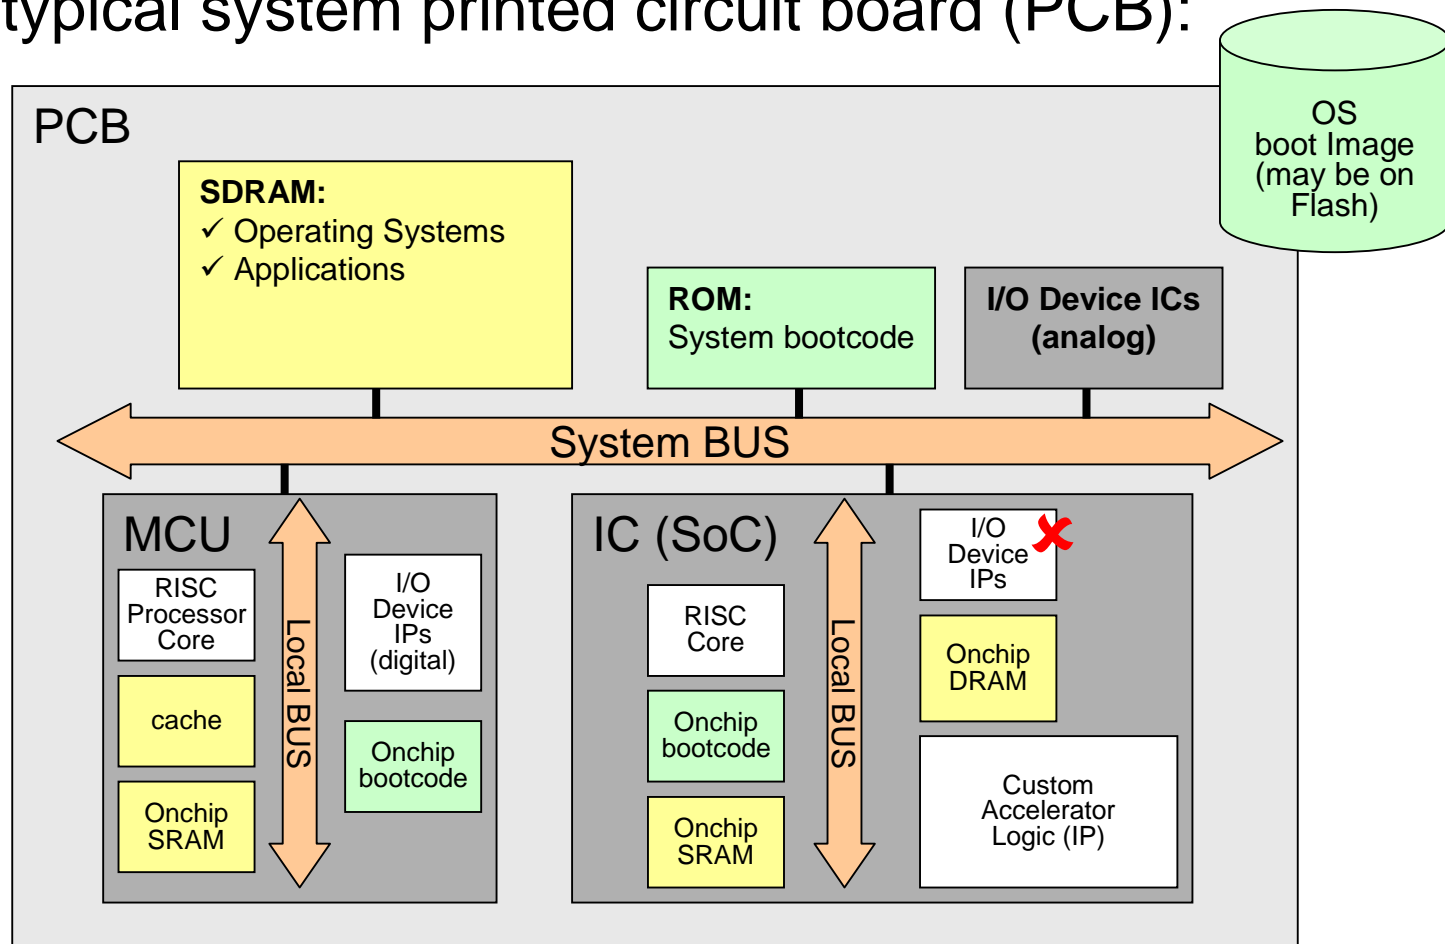 typical system printed circuit board (PCB):
OS
boot Image
(may be on
Flash)
PCB
SDRAM:
✓ Operating Systems
✓ Applications
ROM:
System bootcode
I/O Device ICs
(analog)
System BUS
MCU
RISC
Processor
Core
cache
Onchip
SRAM
Local BUS
I/O
Device
IPs
(digital)
Onchip
bootcode
IC (SoC)
RISC
Core
Onchip
bootcode
Onchip
SRAM
Local BUS
I/O
Device
IPs
Onchip
DRAM
Custom
Accelerator
Logic (IP)